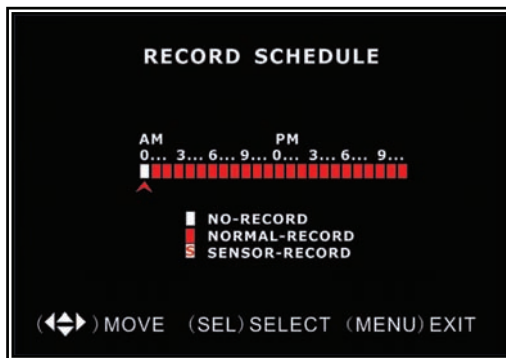 RECORD SCHEDULE
AM PM
0... 3... 6... 9... 0... 3... 6... 9...
NO-RECORD
NORMAL-RECORD
S SENSOR-RECORD
(◀♦▶) MOVE (SEL) SELECT (MENU) EXIT